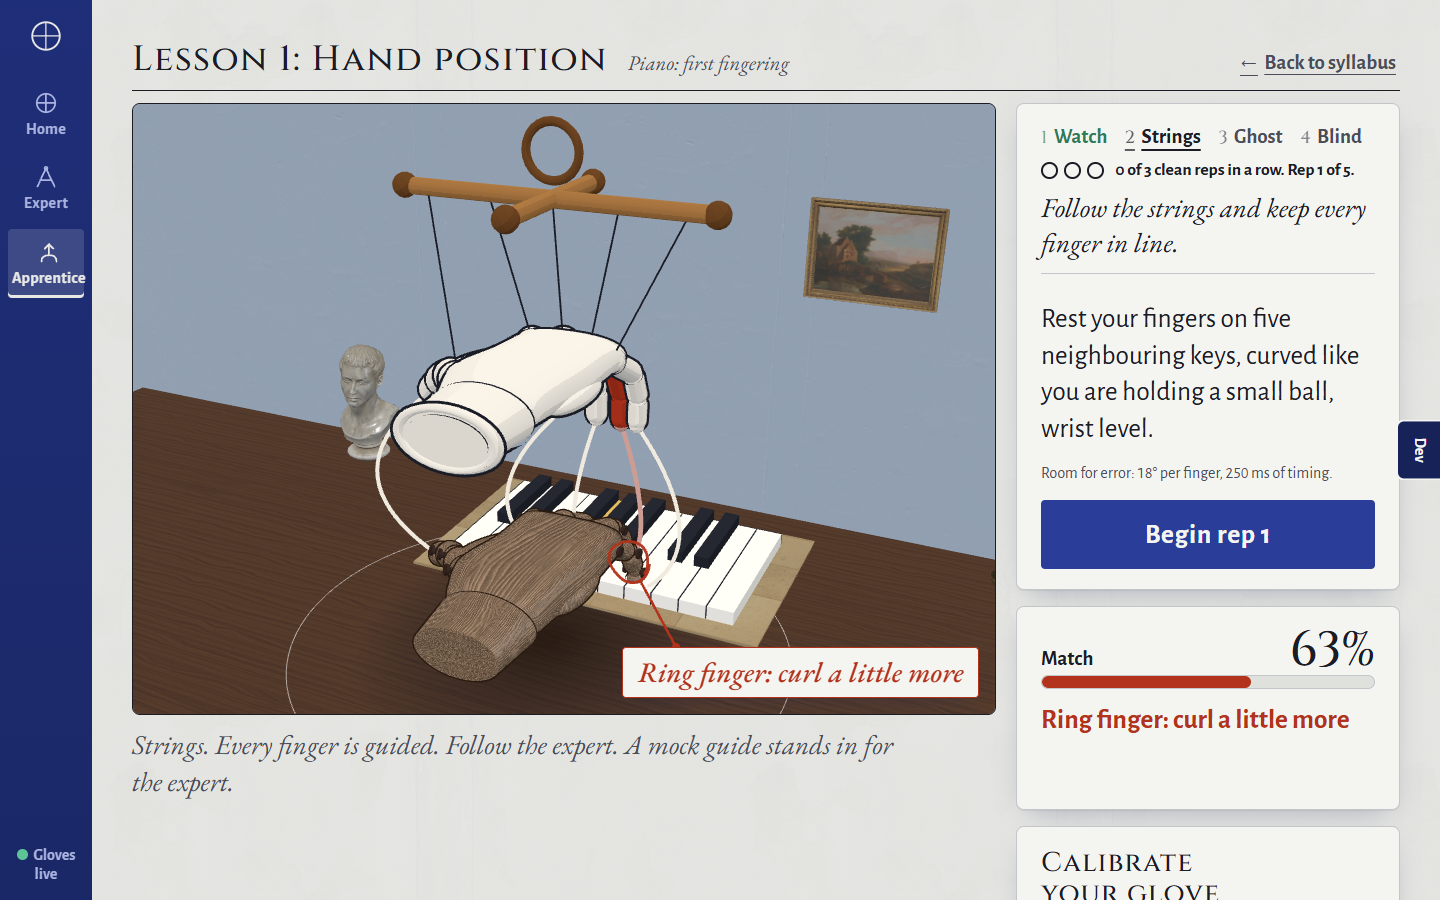 Lesson 1: Hand position
Piano: first fingering
← Back to syllabus
Home
Expert
Apprentice
Gloves
live
1 Watch 2 Strings 3 Ghost 4 Blind
0 of 3 clean reps in a row. Rep 1 of 5.
Follow the strings and keep every
finger in line.
Rest your fingers on five
neighbouring keys, curved like
you are holding a small ball,
wrist level.
Room for error: 18° per finger, 250 ms of timing.
Begin rep 1
Dev
Ring finger: curl a little more
Match 63%
Ring finger: curl a little more
Strings. Every finger is guided. Follow the expert. A mock guide stands in for
the expert.
Calibrate
your glove